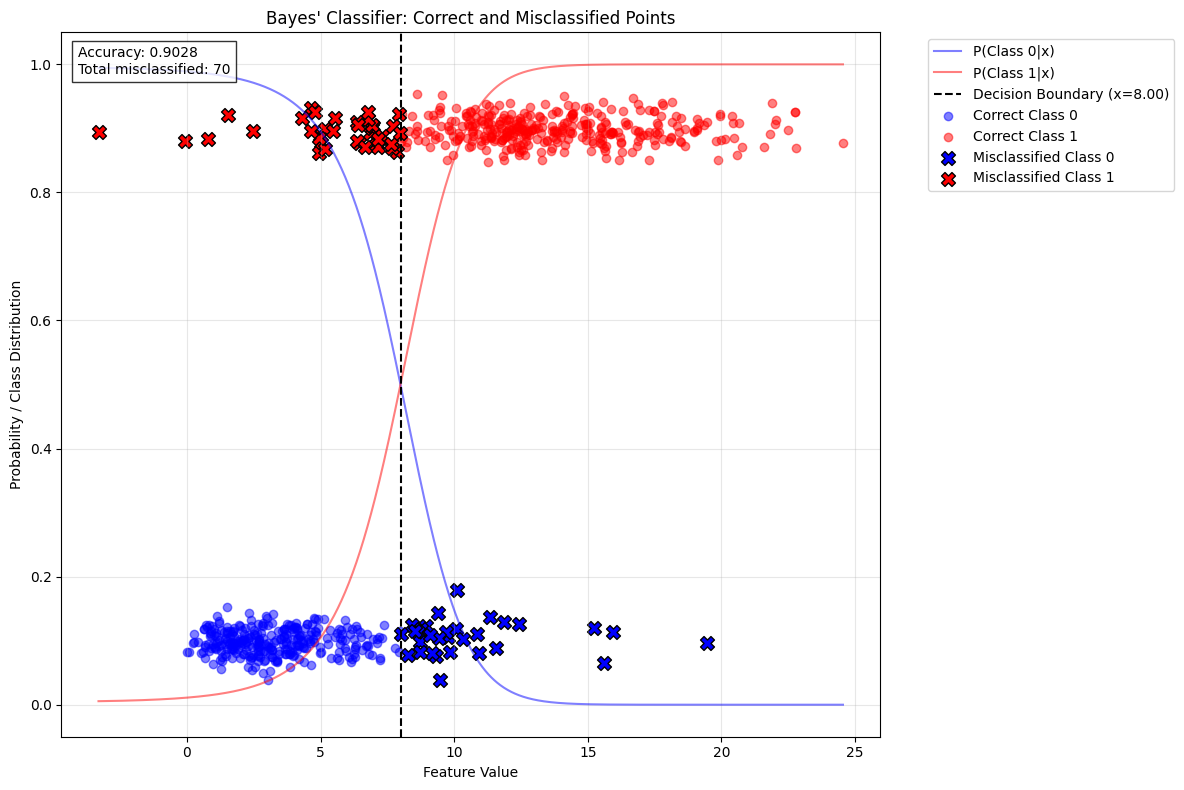 Bayes' Classifier: Correct and Misclassified Points
Accuracy: 0.9028
Total misclassified: 70
P(Class 0|x)
P(Class 1|x)
Decision Boundary (x=8.00)
Correct Class 0
Correct Class 1
Misclassified Class 0
Misclassified Class 1
Probability / Class Distribution
1.0
0.8
0.6
0.4
0.2
0.0
0
5
10
15
20
25
Feature Value